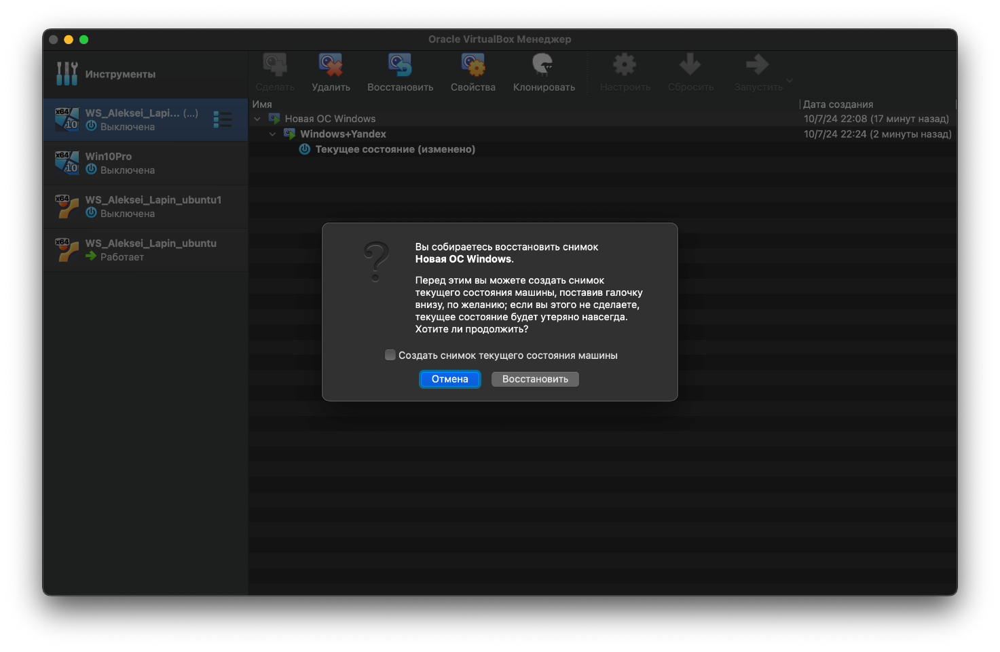 Oracle VirtualBox Менеджер
Инструменты
Сделать Удалить Восстановить Свойства Клонировать Настроить Сбросить Запустить
Имя Дата создания
Новая ОС Windows 10/7/24 22:08 (17 минут назад)
Windows+Yandex 10/7/24 22:24 (2 минуты назад)
Текущее состояние (изменено)
x64 10 WS_Aleksei_Lapi... (...)
Выключена
x64 10 Win10Pro
Выключена
x64 WS_Aleksei_Lapin_ubuntu1
Выключена
x64 WS_Aleksei_Lapin_ubuntu
Работает
Вы собираетесь восстановить снимок
Новая ОС Windows.
Перед этим вы можете создать снимок
текущего состояния машины, поставив галочку
внизу, по желанию; если вы этого не сделаете,
текущее состояние будет утеряно навсегда.
Хотите ли продолжить?
Создать снимок текущего состояния машины
Отмена Восстановить